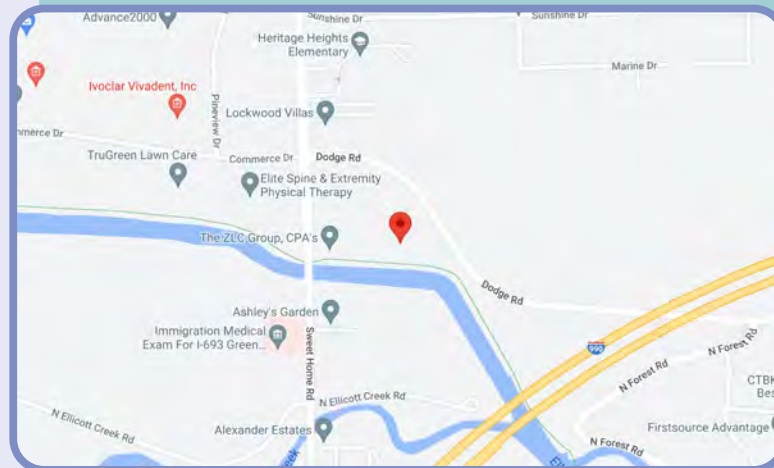 Advance2000
Sunshine Dr
Sunshine Dr
Heritage Heights
Elementary
Marine Dr
Ivoclar Vivadent, Inc
Pineview Dr
Lockwood Villas
mmerce Dr
Commerce Dr
Dodge Rd
TruGreen Lawn Care
Elite Spine & Extremity
Physical Therapy
The ZLC Group, CPA's
Dodge Rd
Ashley's Garden
Immigration Medical
Exam For I-693 Green...
Sweet Home Rd
990
N Forest Rd
N Forest Rd
CTBK
Bes
N Ellicott Creek Rd
N Ellicott Creek Rd
Alexander Estates
Firstsource Advantage
N Forest Rd
eek
El